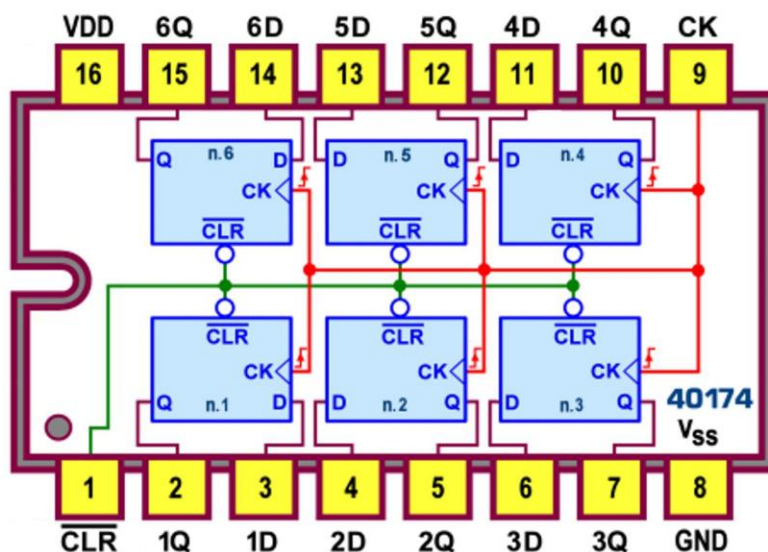 VDD 6Q 6D 5D 5Q 4D 4Q CK
16 15 14 13 12 11 10 9
Q n.6 D D n.5 Q D n.4 Q
CK CK CK
CLR CLR CLR
CLR CLR CLR
CK CK CK
Q n.1 D D n.2 Q D n.3 Q
40174
VSS
1 2 3 4 5 6 7 8
CLR 1Q 1D 2D 2Q 3D 3Q GND